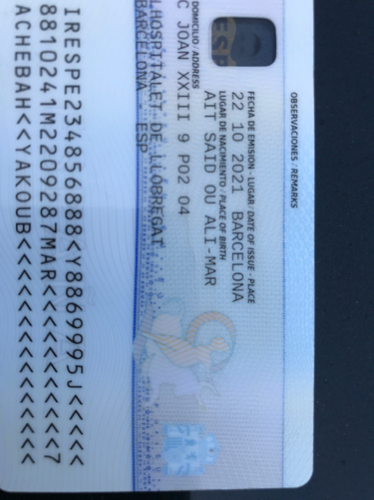 OBSERVACIONES / REMARKS
FECHA DE EMISION - LUGAR / DATE OF ISSUE - PLACE
22 10 2021 BARCELONA
LUGAR DE NACIMIENTO / PLACE OF BIRTH
AIT SAID OU ALI-MAR
DOMICILIO / ADDRESS
C JOAN XXIII 9 P02 04
LHOSPITALET DE LLOBREGAT
BARCELONA ESP
IRESPE234856888<Y8869995J<<<<<
8810241M2209287MAR<<<<<<<<<<<7
ACHEBAH<<YAKOUB<<<<<<<<<<<<<<<